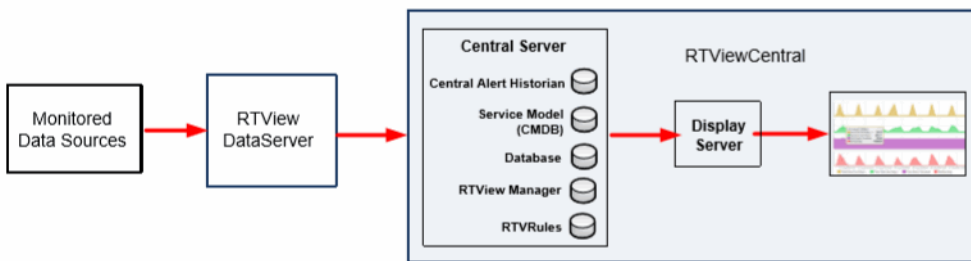 Monitored
Data Sources
RTView
DataServer
Central Server
Central Alert Historian
Service Model
(CMDB)
Database
RTView Manager
RTVRules
RTViewCentral
Display
Server